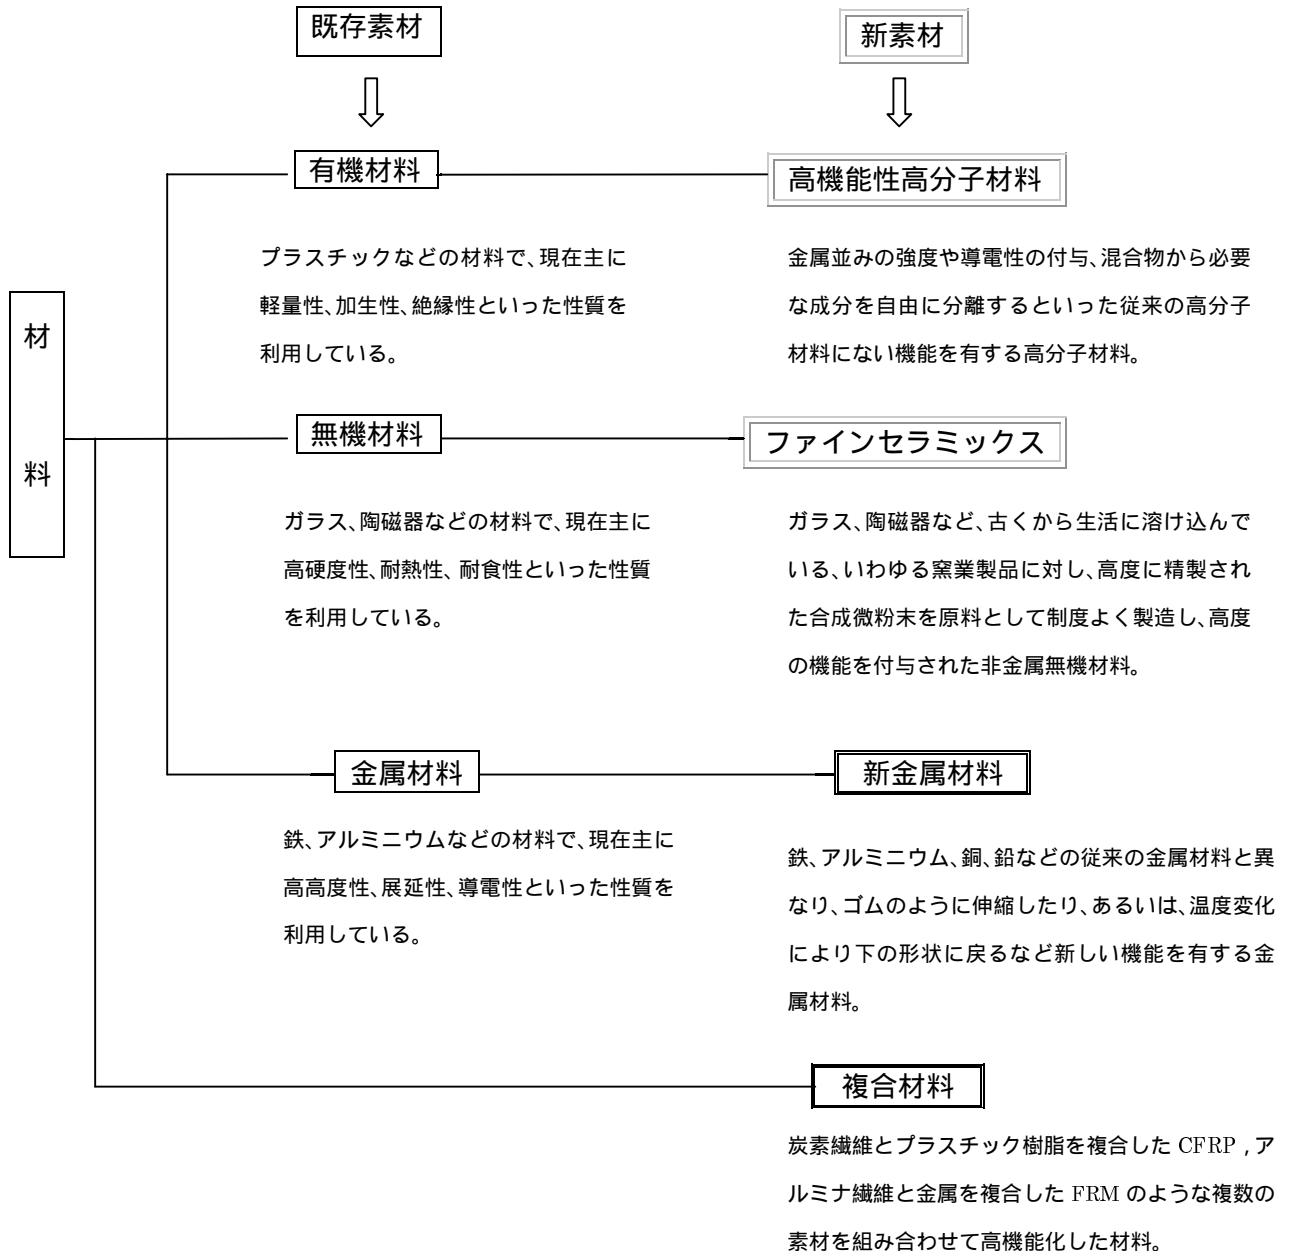 既存素材
新素材
有機材料
高機能性高分子材料
プラスチックなどの材料で、現在主に
軽量性、加生性、絶縁性といった性質を
利用している。
金属並みの強度や導電性の付与、混合物から必要
な成分を自由に分離するといった従来の高分子
材料にない機能を有する高分子材料。
材
料
無機材料
ファインセラミックス
ガラス、陶磁器などの材料で、現在主に
高硬度性、耐熱性、耐食性といった性質
を利用している。
ガラス、陶磁器など、古くから生活に溶け込んで
いる、いわゆる窯業製品に対し、高度に精製され
た合成微粉末を原料として制度よく製造し、高度
の機能を付与された非金属無機材料。
金属材料
新金属材料
鉄、アルミニウムなどの材料で、現在主に
高高度性、展延性、導電性といった性質を
利用している。
鉄、アルミニウム、銅、鉛などの従来の金属材料と異
なり、ゴムのように伸縮したり、あるいは、温度変化
により下の形状に戻るなど新しい機能を有する金
属材料。
複合材料
炭素繊維とプラスチック樹脂を複合した CFRP , ア
ルミナ繊維と金属を複合した FRM のような複数の
素材を組み合わせて高機能化した材料。